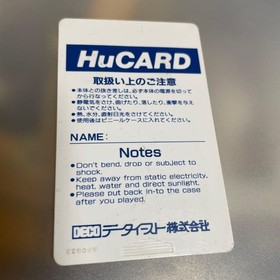 HuCARD
取扱い上のご注意
●本体との抜き差しは、必ず本体の電源を切って
から行なってください。
●静電気をさけ、曲げたり、落したり、衝撃を与え
ないでください。
●熱、水分、直射日光をさけてください。
●使用後はビニールケースに入れてください。
NAME:
Notes
●Don't bend, drop or subject to
shock.
●Keep away from static electricity,
heat, water and direct sunlight.
●Please put back in-to the case
after you played.
DECO データイースト株式会社